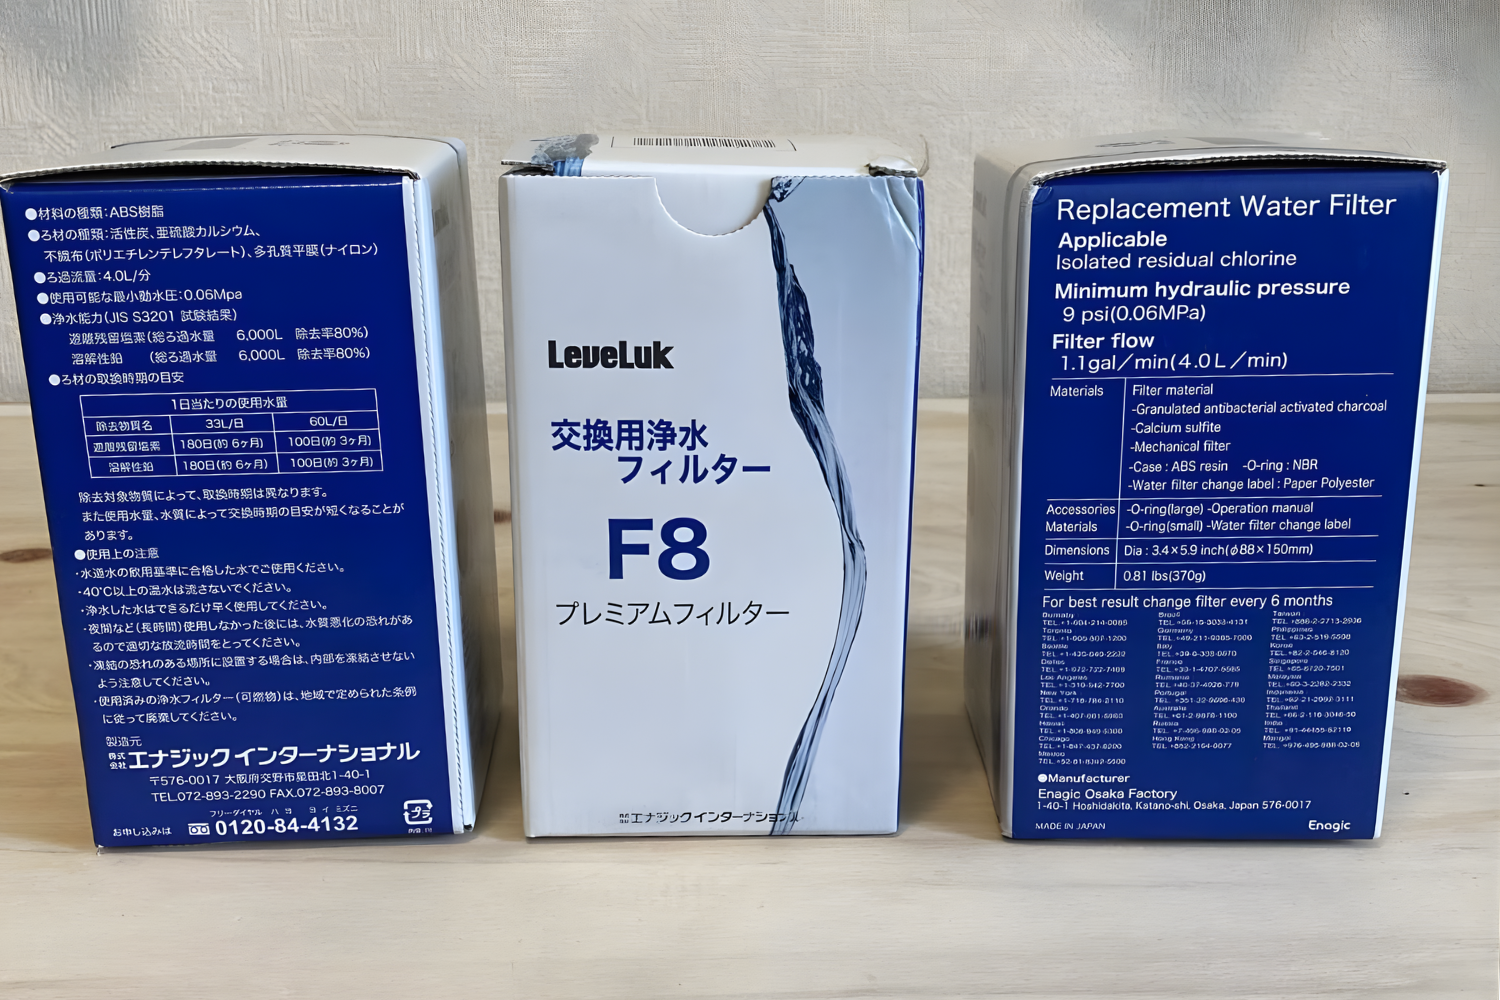 ●材料の種類：ABS樹脂
●ろ材の種類：活性炭、亜硫酸カルシウム、
不織布（ポリエチレンテレフタレート）、多孔質平膜（ナイロン）
●ろ過流量：4.0L/分
●使用可能な最小動水圧：0.06Mpa
●浄水能力（JIS S3201 試験結果）
遊離残留塩素（総ろ過水量 6,000L 除去率80%）
溶解性鉛 （総ろ過水量 6,000L 除去率80%）
●ろ材の取換時期の目安
1日当たりの使用水量
除去物質名 33L/日 60L/日
遊離残留塩素 180日(約 6ヶ月) 100日(約 3ヶ月)
溶解性鉛 180日(約 6ヶ月) 100日(約 3ヶ月)
除去対象物質によって、取換時期は異なります。
また使用水量、水質によって交換時期の目安が短くなることが
あります。
●使用上の注意
・水道水の飲用基準に合格した水でご使用ください。
・40℃以上の温水は流さないでください。
・浄水した水はできるだけ早く使用してください。
・夜間など（長時間）使用しなかった後には、水質悪化の恐れがあ
るので適切な放流時間をとってください。
・凍結の恐れのある場所に設置する場合は、内部を凍結させない
よう注意してください。
・使用済みの浄水フィルター（可燃物）は、地域で定められた条例
に従って廃棄してください。
製造元
株式会社エナジックインターナショナル
〒576-0017 大阪府交野市星田北1-40-1
TEL.072-893-2290 FAX.072-893-8007
フリーダイヤル ハ ヨ ヨ イ ミズニ
お申し込みは 0120-84-4132
プラ
LeveLuk
交換用浄水
フィルター
F8
プレミアムフィルター
株式会社エナジックインターナショナル
Replacement Water Filter
Applicable
Isolated residual chlorine
Minimum hydraulic pressure
9 psi(0.06MPa)
Filter flow
1.1gal／min(4.0L／min)
Materials Filter material
-Granulated antibacterial activated charcoal
-Calcium sulfite
-Mechanical filter
-Case : ABS resin -O-ring : NBR
-Water filter change label : Paper Polyester
Accessories -O-ring(large) -Operation manual
Materials -O-ring(small) -Water filter change label
Dimensions Dia : 3.4×5.9 inch(φ88×150mm)
Weight 0.81 lbs(370g)
For best result change filter every 6 months
●Manufacturer
Enagic Osaka Factory
1-40-1 Hoshidakita, Katano-shi, Osaka, Japan 576-0017
MADE IN JAPAN Enagic